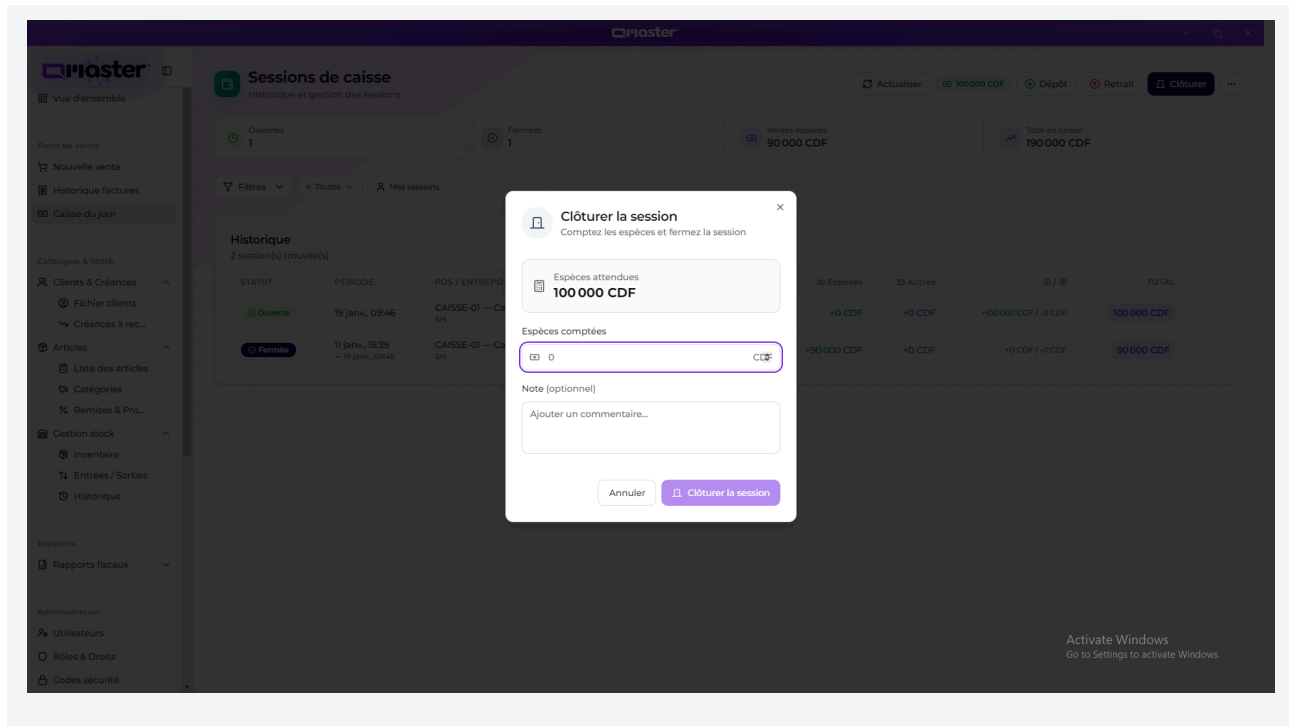 Qmaster
Qmaster
Vue d'ensemble
Point de vente
Nouvelle vente
Historique factures
Caisse du jour
Catalogue & Stock
Clients & Créances
Fichier clients
Créances à rec...
Articles
Liste des articles
Catégories
Remises & Pro...
Gestion stock
Inventaire
Entrées / Sorties
Historique
Rapports
Rapports fiscaux
Administration
Utilisateurs
Rôles & Droits
Codes sécurité
Sessions de caisse
Historique et gestion des sessions
Actualiser 100 000 CDF Dépôt Retrait Clôturer
Ouvertes
1
Fermées
1
Ventes espèces
90 000 CDF
Total en caisse
190 000 CDF
Filtres Toutes Mes sessions
Historique
2 session(s) trouvée(s)
STATUT PÉRIODE POS / ENTREPÔ Espèces Autres / TOTAL
Ouverte 19 janv., 09:46 CAISSE-01 — Ca +0 CDF +0 CDF +100 000 CDF / -0 CDF 100 000 CDF
SH
Fermée 11 janv., 15:39 CAISSE-01 — Ca +90 000 CDF +0 CDF +0 CDF / -0 CDF 90 000 CDF
→ 19 janv., 09:45 SH
Clôturer la session
Comptez les espèces et fermez la session
Espèces attendues
100 000 CDF
Espèces comptées
0 CDF
Note (optionnel)
Ajouter un commentaire...
Annuler Clôturer la session
Activate Windows
Go to Settings to activate Windows.